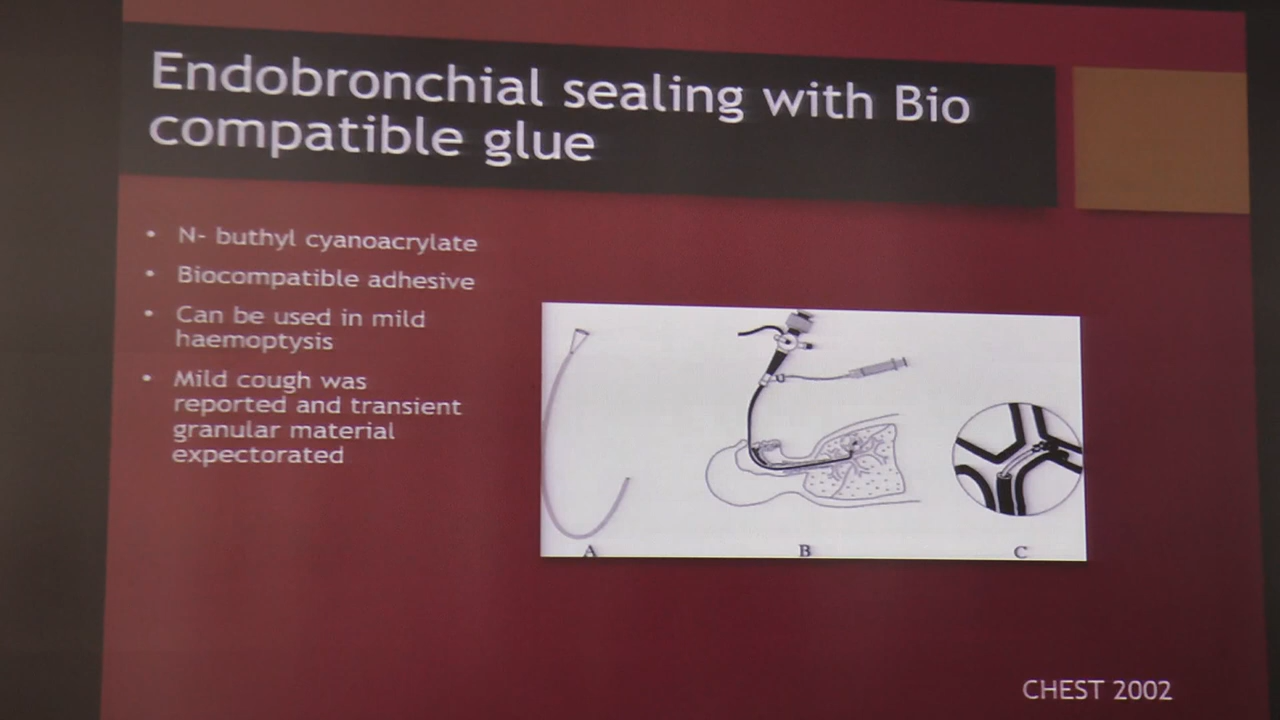 Endobronchial sealing with Bio
compatible glue
• N- buthyl cyanoacrylate
• Biocompatible adhesive
• Can be used in mild
haemoptysis
• Mild cough was
reported and transient
granular material
expectorated
A B C
CHEST 2002